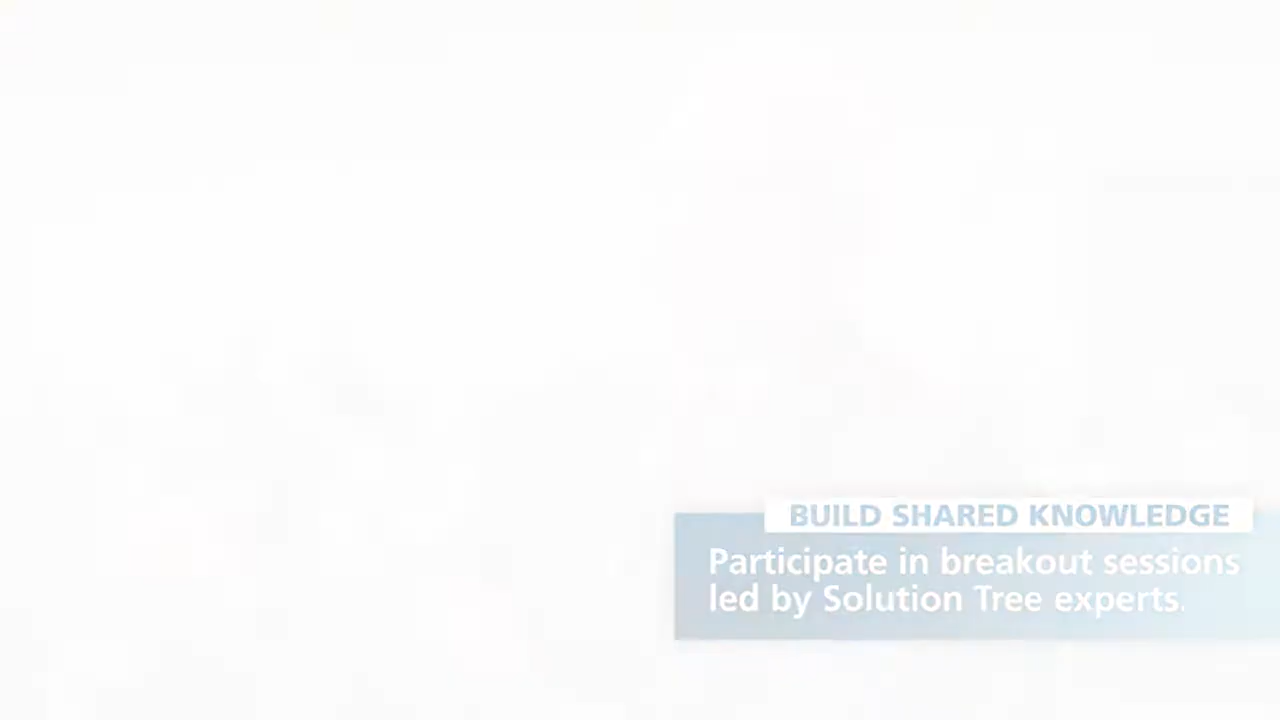 BUILD SHARED KNOWLEDGE
Participate in breakout sessions
led by Solution Tree experts.